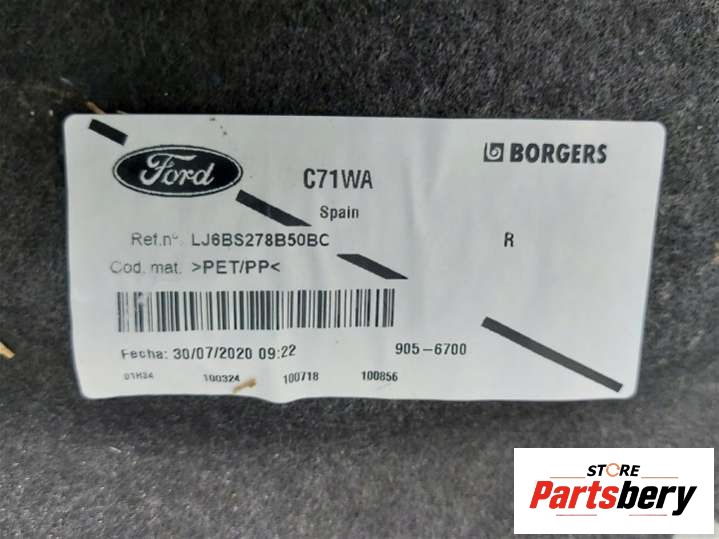 Ford
C71WA
BORGERS
Spain
Ref.nº. LJ6BS278B50BC
R
Cod. mat. >PET/PP<
Fecha: 30/07/2020 09:22
905-6700
01H34 100324 100718 100856
STORE
Partsbery